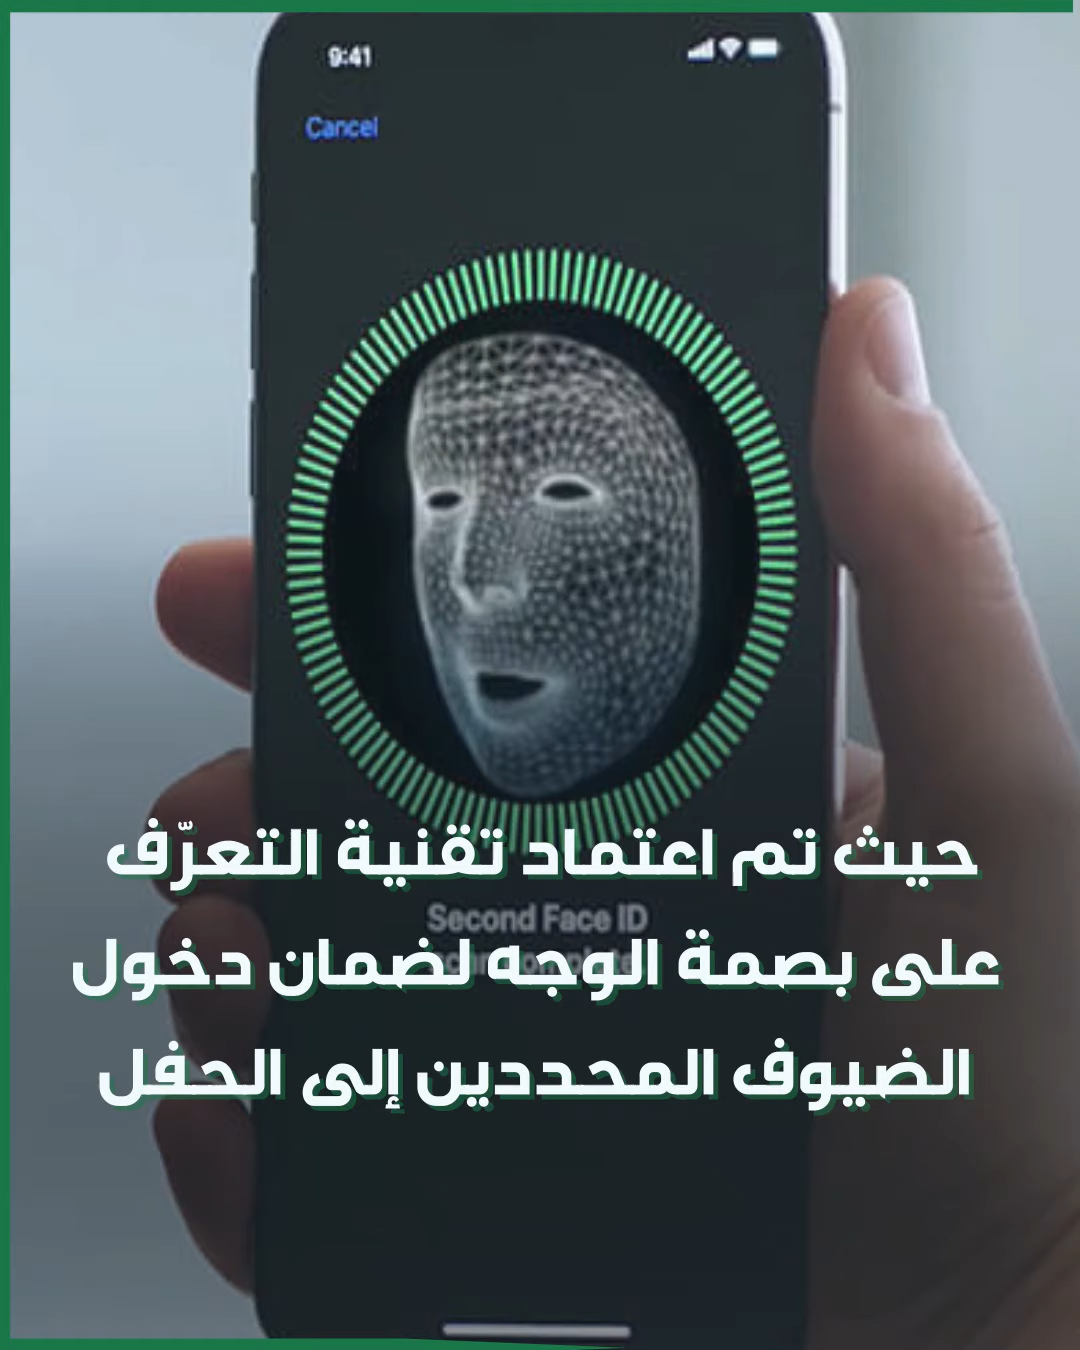 9:41
Cancel
حيث تم اعتماد تقنية التعرّف
Second Face ID
على بصمة الوجه لضمان دخول
الضيوف المحددين إلى الحفل